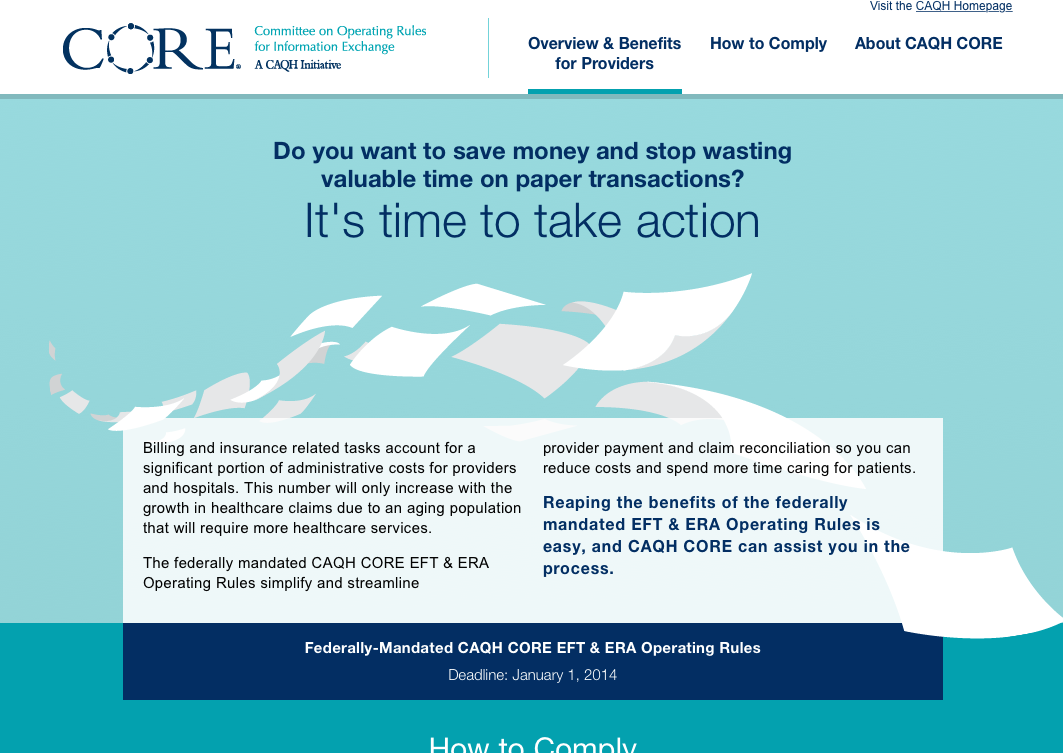 Visit the CAQH Homepage
CORE®
Committee on Operating Rules
for Information Exchange
A CAQH Initiative
Overview & Benefits
for Providers
How to Comply
About CAQH CORE
Do you want to save money and stop wasting
valuable time on paper transactions?
It's time to take action
Billing and insurance related tasks account for a
significant portion of administrative costs for providers
and hospitals. This number will only increase with the
growth in healthcare claims due to an aging population
that will require more healthcare services.
The federally mandated CAQH CORE EFT & ERA
Operating Rules simplify and streamline
provider payment and claim reconciliation so you can
reduce costs and spend more time caring for patients.
Reaping the benefits of the federally
mandated EFT & ERA Operating Rules is
easy, and CAQH CORE can assist you in the
process.
Federally-Mandated CAQH CORE EFT & ERA Operating Rules
Deadline: January 1, 2014
How to Comply